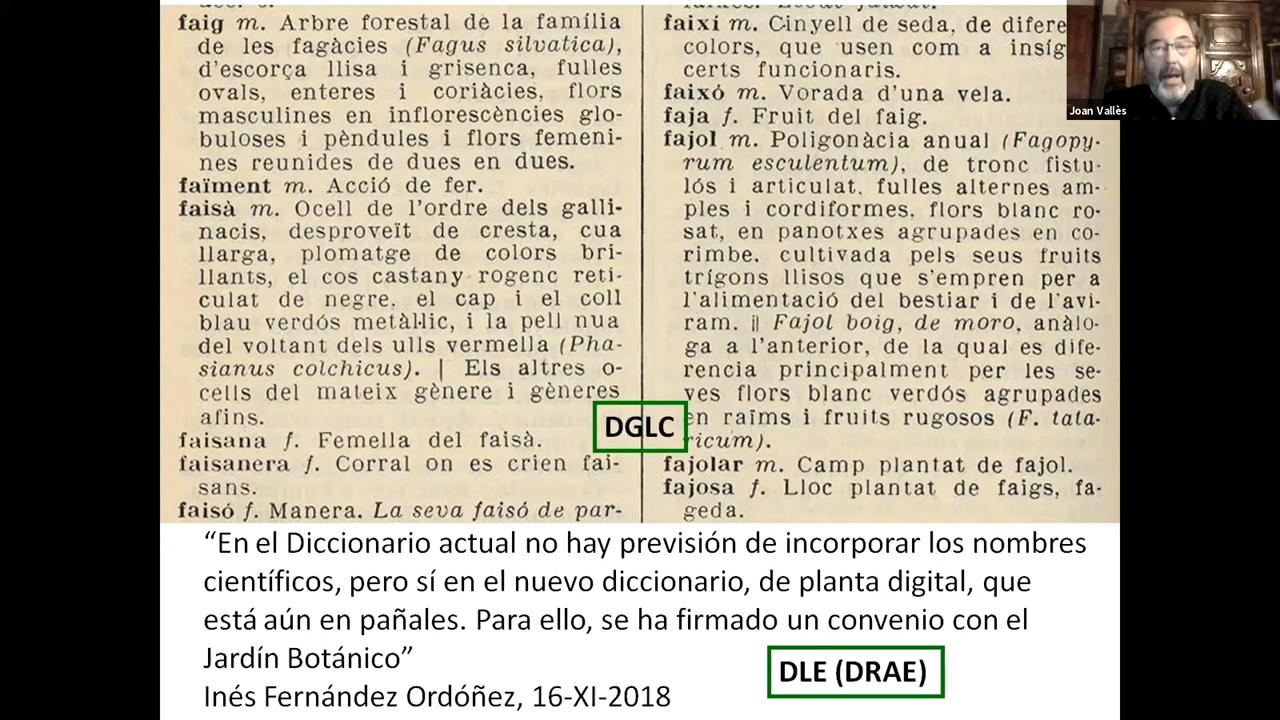 faig m. Arbre forestal de la família
de les fagàcies (Fagus silvatica),
d'escorça llisa i grisenca, fulles
ovals, enteres i coriàcies, flors
masculines en inflorescències glo-
buloses i pèndules i flors femeni-
nes reunides de dues en dues.
faïment m. Acció de fer.
faisà m. Ocell de l'ordre dels galli-
nacis, desproveït de cresta, cua
llarga, plomatge de colors bri-
llants, el cos castany rogenc reti-
culat de negre, el cap i el coll
blau verdós metàl·lic, i la pell nua
del voltant dels ulls vermella (Pha-
sianus colchicus). | Els altres o-
cells del mateix gènere i gèneres
afins.
faisana f. Femella del faisà.
faisanera f. Corral on es crien fai-
sans.
faisó f. Manera. La seva faisó de par-
faixí m. Cinyell de seda, de difere
colors, que usen com a insíg
certs funcionaris.
faixó m. Vorada d'una vela.
faja f. Fruit del faig.
fajol m. Poligonàcia anual (Fagopy-
rum esculentum), de tronc fistu-
lós i articulat, fulles alternes am-
ples i cordiformes, flors blanc ro-
sat, en panotxes agrupades en co-
rimbe, cultivada pels seus fruits
trígons llisos que s'empren per a
l'alimentació del bestiar i de l'avi-
ram. || Fajol boig, de moro, anàlo-
ga a l'anterior, de la qual es dife-
rencia principalment per les se-
ves flors blanc verdós agrupades
en raïms i fruits rugosos (F. tata-
ricum).
fajolar m. Camp plantat de fajol.
fajosa f. Lloc plantat de faigs, fa-
geda.
DGLC
Joan Vallès
“En el Diccionario actual no hay previsión de incorporar los nombres
científicos, pero sí en el nuevo diccionario, de planta digital, que
está aún en pañales. Para ello, se ha firmado un convenio con el
Jardín Botánico”
Inés Fernández Ordóñez, 16-XI-2018
DLE (DRAE)